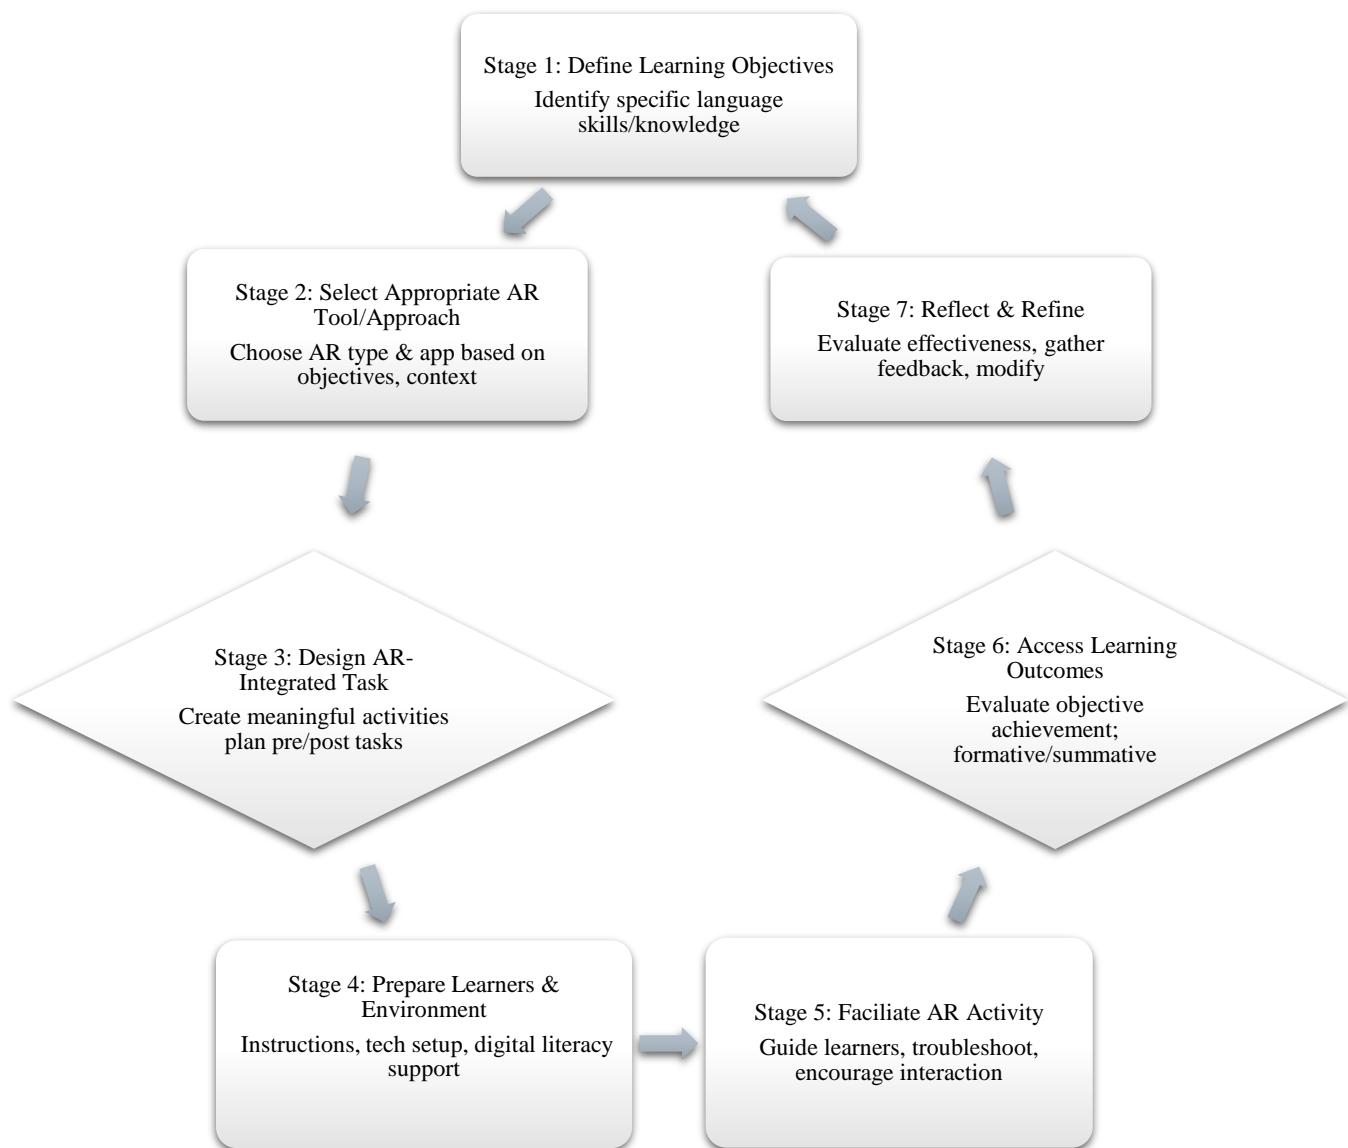 Stage 1: Define Learning Objectives
Identify specific language
skills/knowledge
Stage 2: Select Appropriate AR
Tool/Approach
Choose AR type & app based on
objectives, context
Stage 3: Design AR-
Integrated Task
Create meaningful activities
plan pre/post tasks
Stage 4: Prepare Learners &
Environment
Instructions, tech setup, digital literacy
support
Stage 5: Faciliate AR Activity
Guide learners, troubleshoot,
encourage interaction
Stage 6: Access Learning
Outcomes
Evaluate objective
achievement;
formative/summative
Stage 7: Reflect & Refine
Evaluate effectiveness, gather
feedback, modify